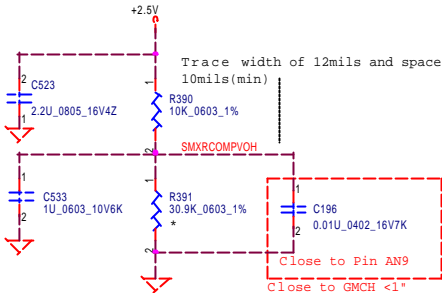 +2.5V
Trace width of 12mils and space
10mils(min)
2
C523
1
2.2U_0805_16V4Z
1
R390
10K_0603_1%
2
SMXRCOMPVOH
1
C533
2
1U_0603_10V6K
1
R391
30.9K_0603_1%
*
2
1
C196
2
0.01U_0402_16V7K
Close to Pin AN9
Close to GMCH <1"